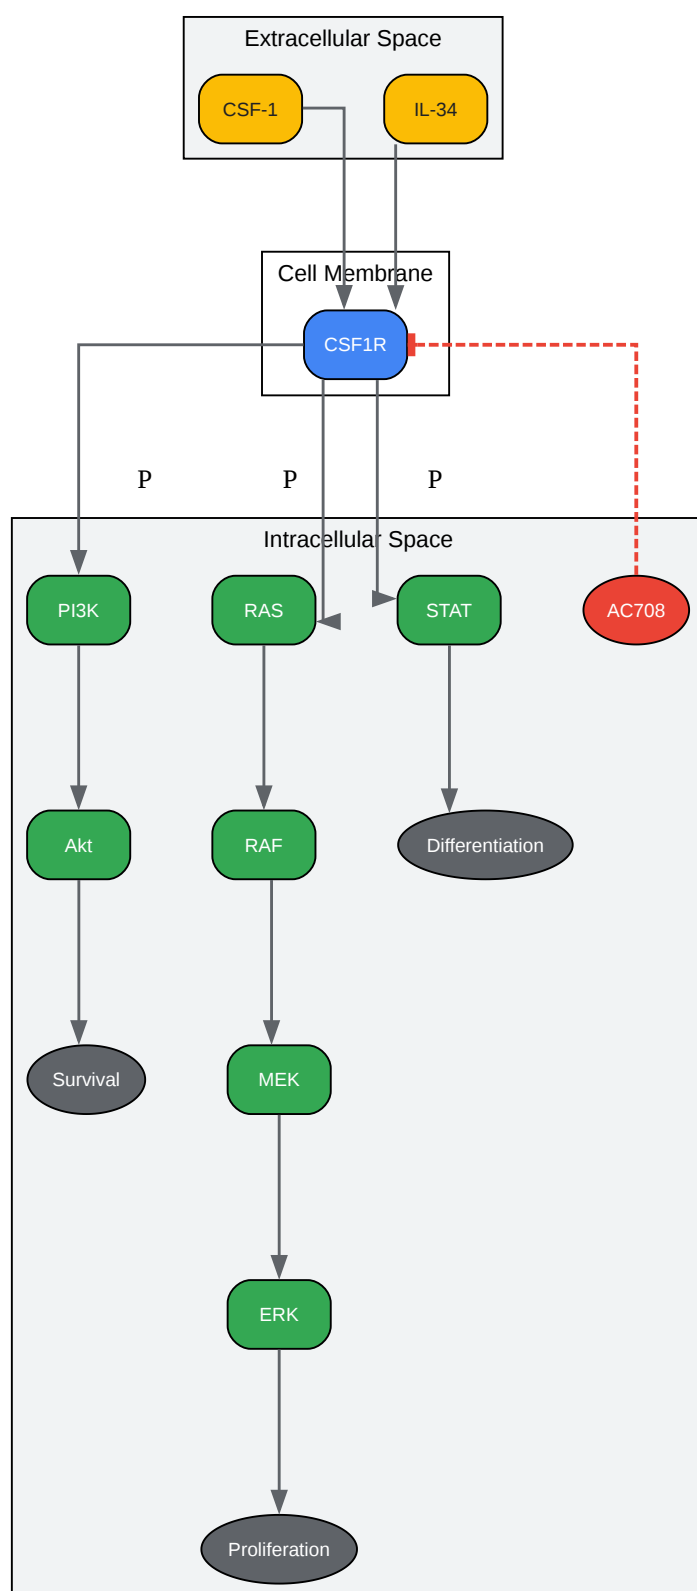 Extracellular Space
CSF-1
IL-34
Cell Membrane
CSF1R
P
P
P
Intracellular Space
PI3K
RAS
STAT
AC708
Akt
RAF
Differentiation
Survival
MEK
ERK
Proliferation